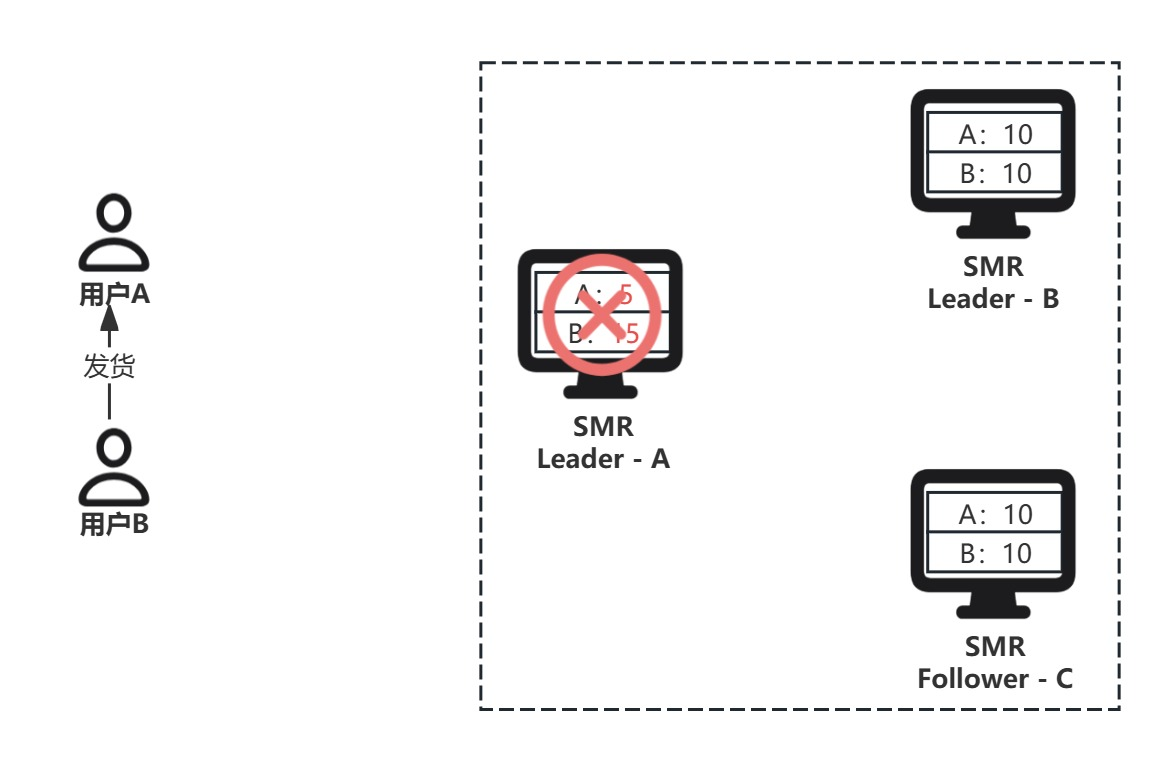 用户A
发货
用户B
A: 5
B: 15
SMR
Leader - A
A: 10
B: 10
SMR
Leader - B
A: 10
B: 10
SMR
Follower - C